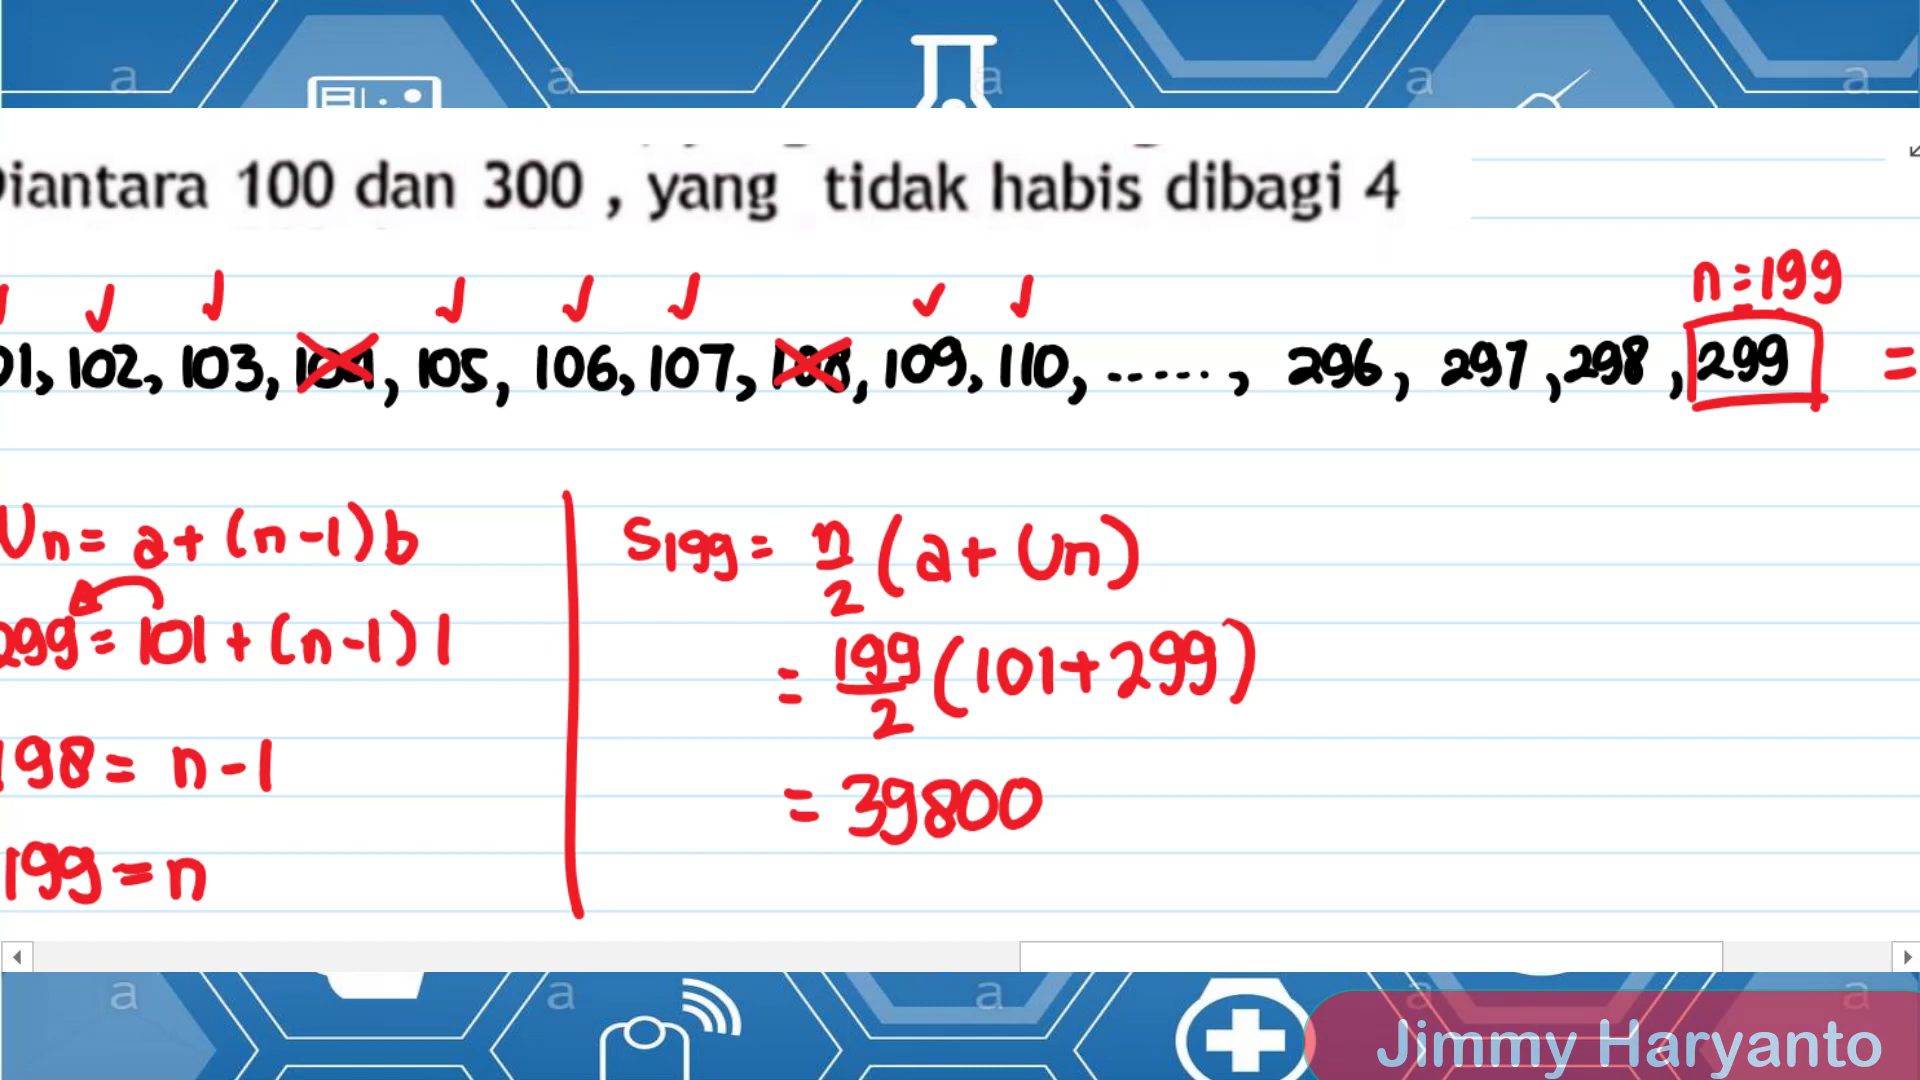 Diantara 100 dan 300 , yang tidak habis dibagi 4
n = 199
01, 102, 103, 104, 105, 106, 107, 108, 109, 110, ......, 296, 297, 298, 299 =
Un = a + (n-1) b
299 = 101 + (n-1) 1
198 = n - 1
199 = n
S199 = n/2 (a + Un)
= 199/2 (101 + 299)
= 39800
Jimmy Haryanto